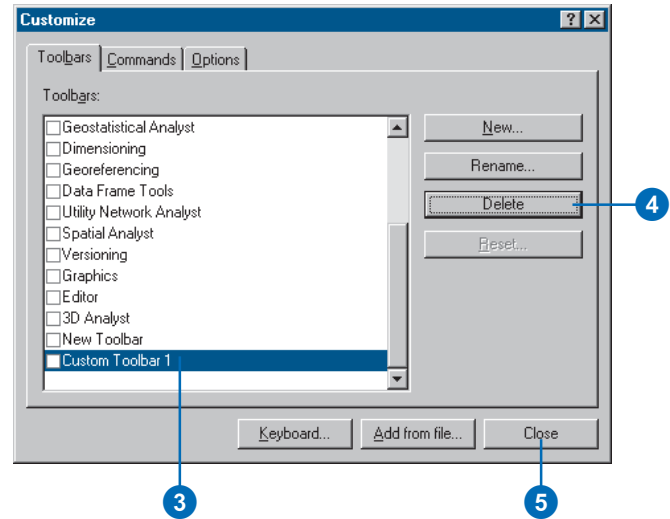 Customize
Toolbars Commands Options
Toolbars:
Geostatistical Analyst
Dimensioning
Georeferencing
Data Frame Tools
Utility Network Analyst
Spatial Analyst
Versioning
Graphics
Editor
3D Analyst
New Toolbar
Custom Toolbar 1
New...
Rename...
Delete
Reset...
4
Keyboard... Add from file... Close
3 5